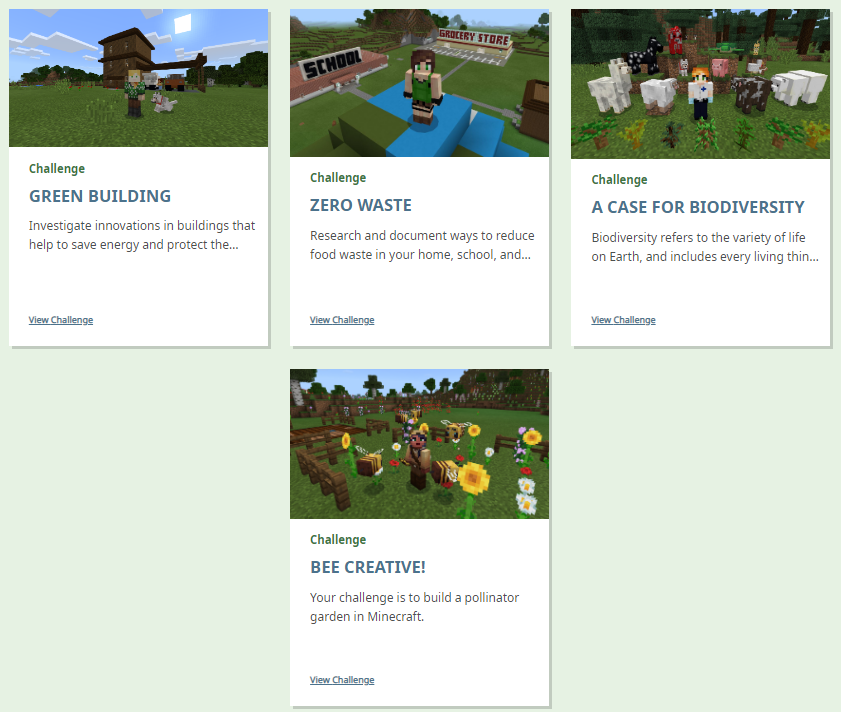 Challenge
GREEN BUILDING
Investigate innovations in buildings that
help to save energy and protect the...
View Challenge
SCHOOL
GROCERY STORE
Challenge
ZERO WASTE
Research and document ways to reduce
food waste in your home, school, and...
View Challenge
Challenge
A CASE FOR BIODIVERSITY
Biodiversity refers to the variety of life
on Earth, and includes every living thin...
View Challenge
Challenge
BEE CREATIVE!
Your challenge is to build a pollinator
garden in Minecraft.
View Challenge